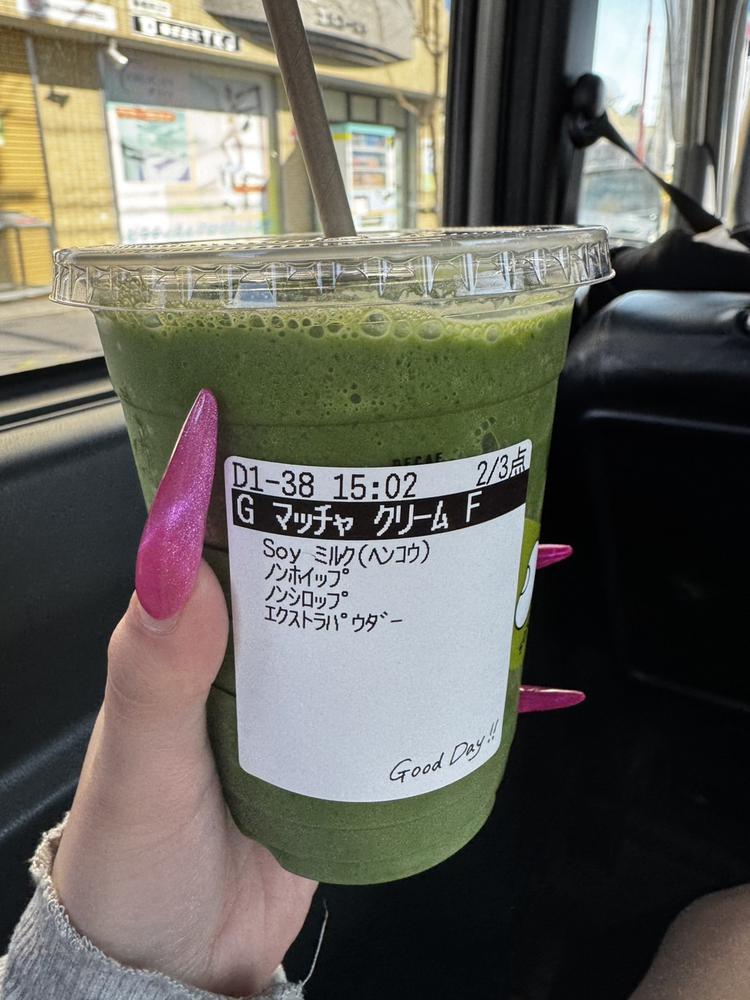 DECAF
D1-38 15:02 2/3点
G マッチャ クリーム F
Soy ミルク(ヘンコウ)
ノンホイップ
ノンシロップ
エクストラパウダー
Good Day!!